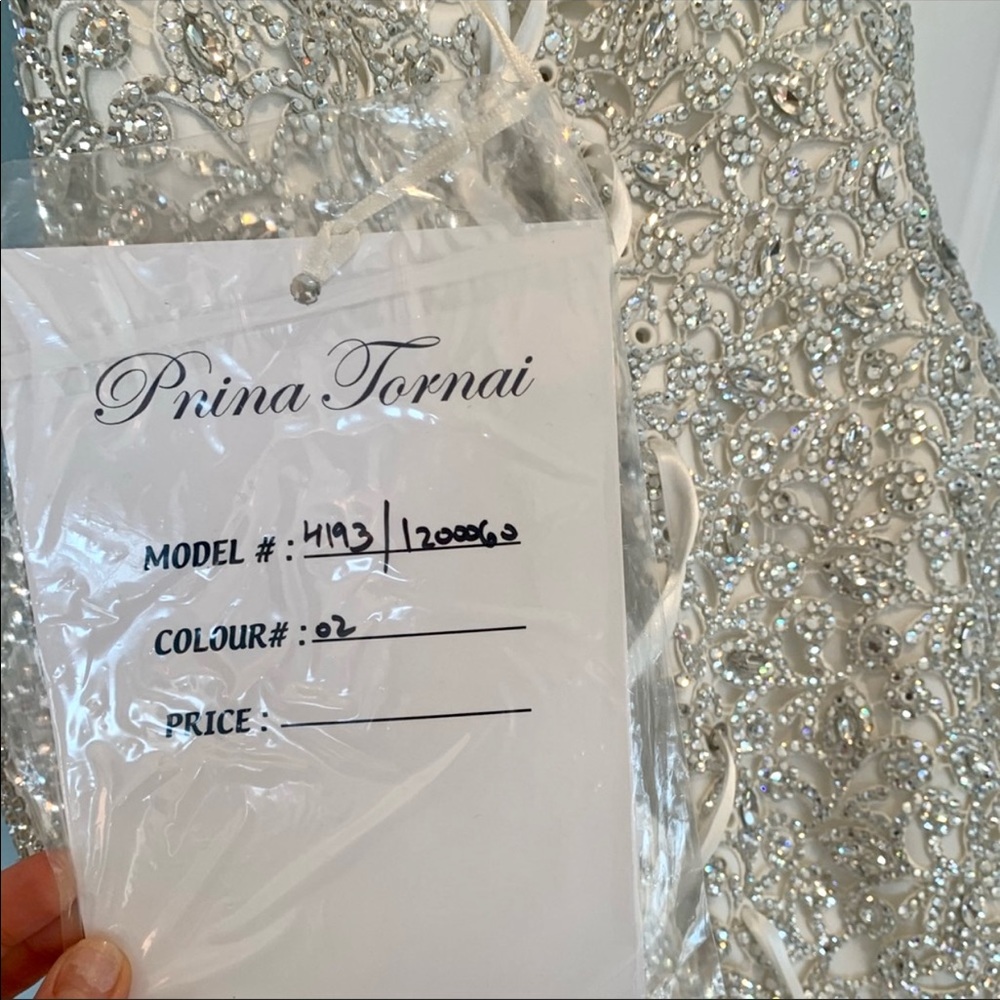 Pnina Tornai
MODEL # : 4193/1200060
COLOUR# : 02
PRICE :